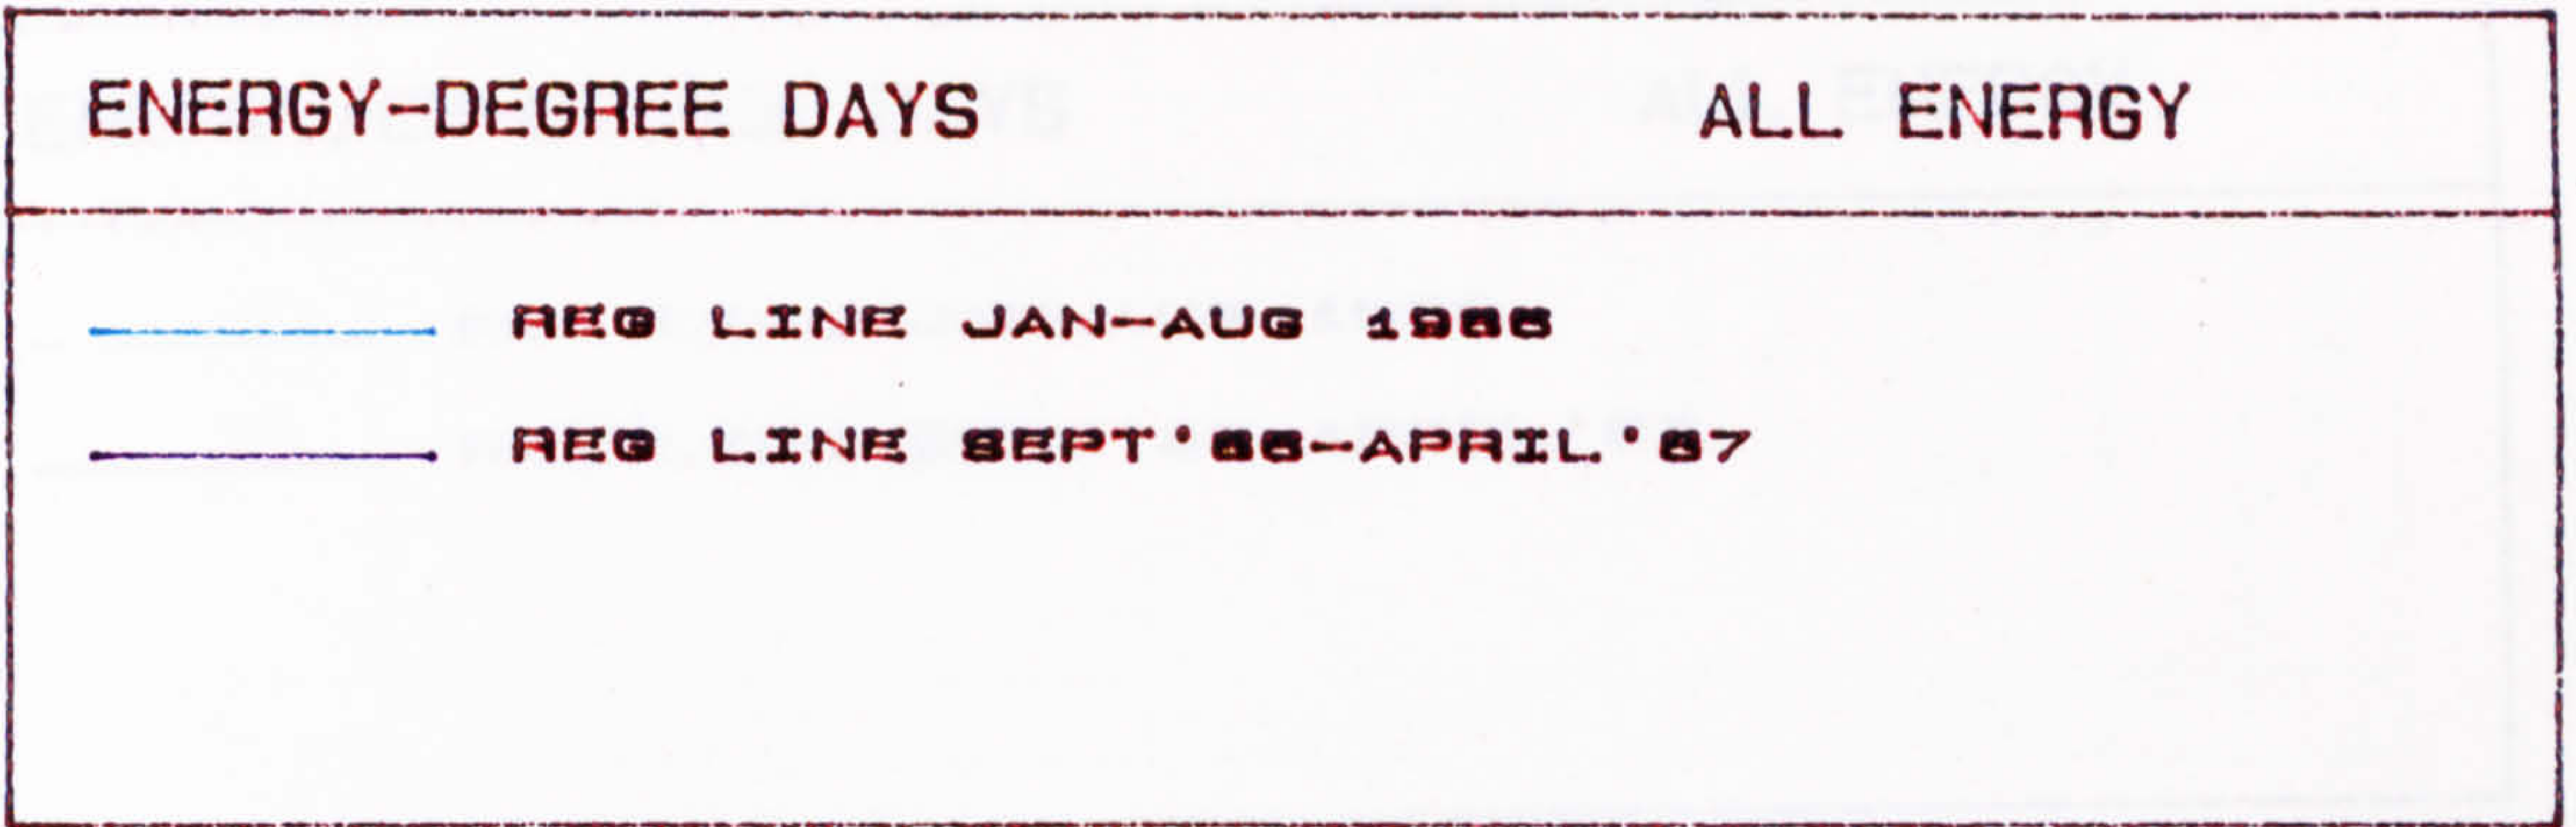 ENERGY-DEGREE DAYS ALL ENERGY
REG LINE JAN-AUG 1986
REG LINE SEPT'86-APRIL'87